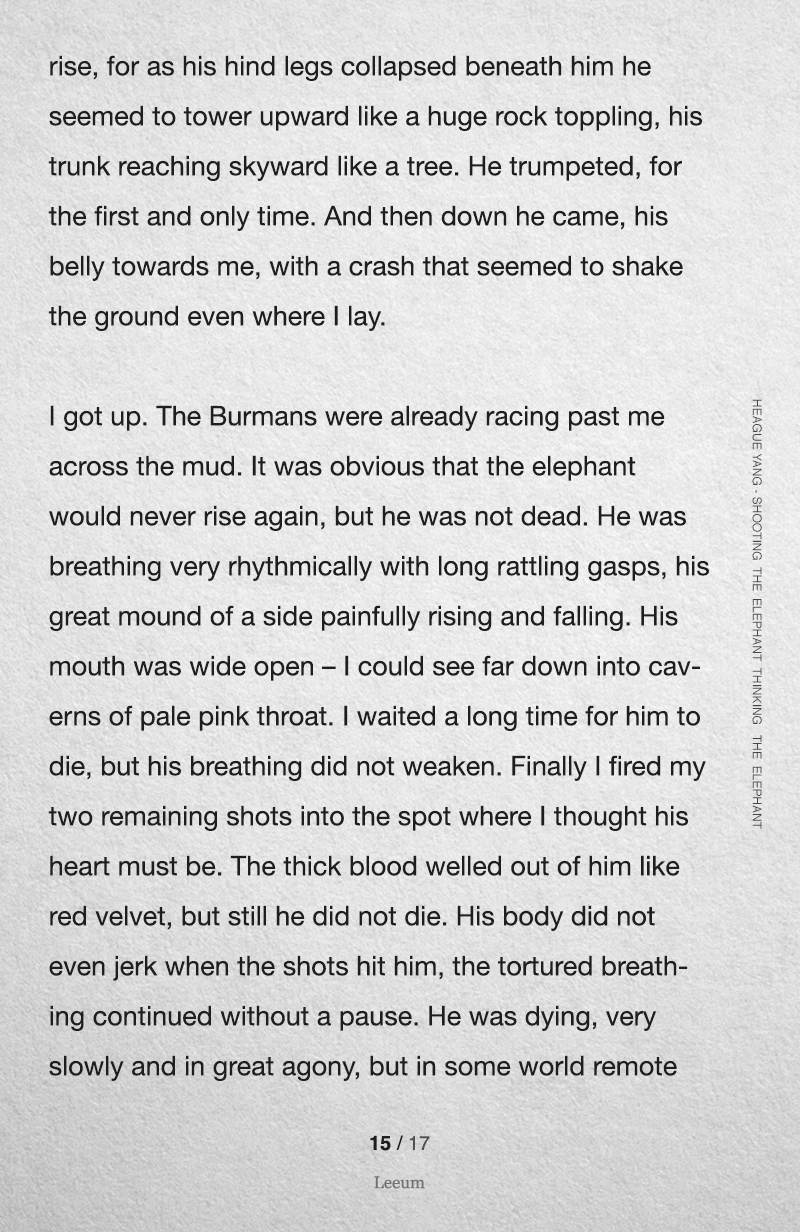 rise, for as his hind legs collapsed beneath him he
seemed to tower upward like a huge rock toppling, his
trunk reaching skyward like a tree. He trumpeted, for
the first and only time. And then down he came, his
belly towards me, with a crash that seemed to shake
the ground even where I lay.
I got up. The Burmans were already racing past me
across the mud. It was obvious that the elephant
would never rise again, but he was not dead. He was
breathing very rhythmically with long rattling gasps, his
great mound of a side painfully rising and falling. His
mouth was wide open – I could see far down into cav-
erns of pale pink throat. I waited a long time for him to
die, but his breathing did not weaken. Finally I fired my
two remaining shots into the spot where I thought his
heart must be. The thick blood welled out of him like
red velvet, but still he did not die. His body did not
even jerk when the shots hit him, the tortured breath-
ing continued without a pause. He was dying, very
slowly and in great agony, but in some world remote
HEAGUE YANG · SHOOTING THE ELEPHANT THINKING THE ELEPHANT
15 / 17
Leeum